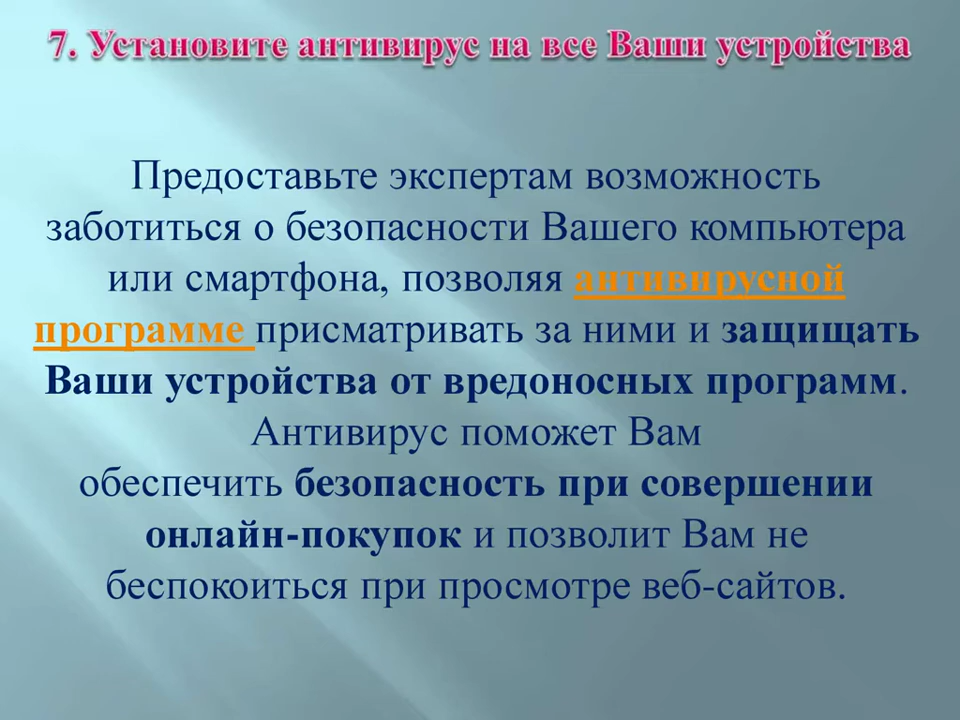 7. Установите антивирус на все Ваши устройства
Предоставьте экспертам возможность
заботиться о безопасности Вашего компьютера
или смартфона, позволяя антивирусной
программе присматривать за ними и защищать
Ваши устройства от вредоносных программ.
Антивирус поможет Вам
обеспечить безопасность при совершении
онлайн-покупок и позволит Вам не
беспокоиться при просмотре веб-сайтов.